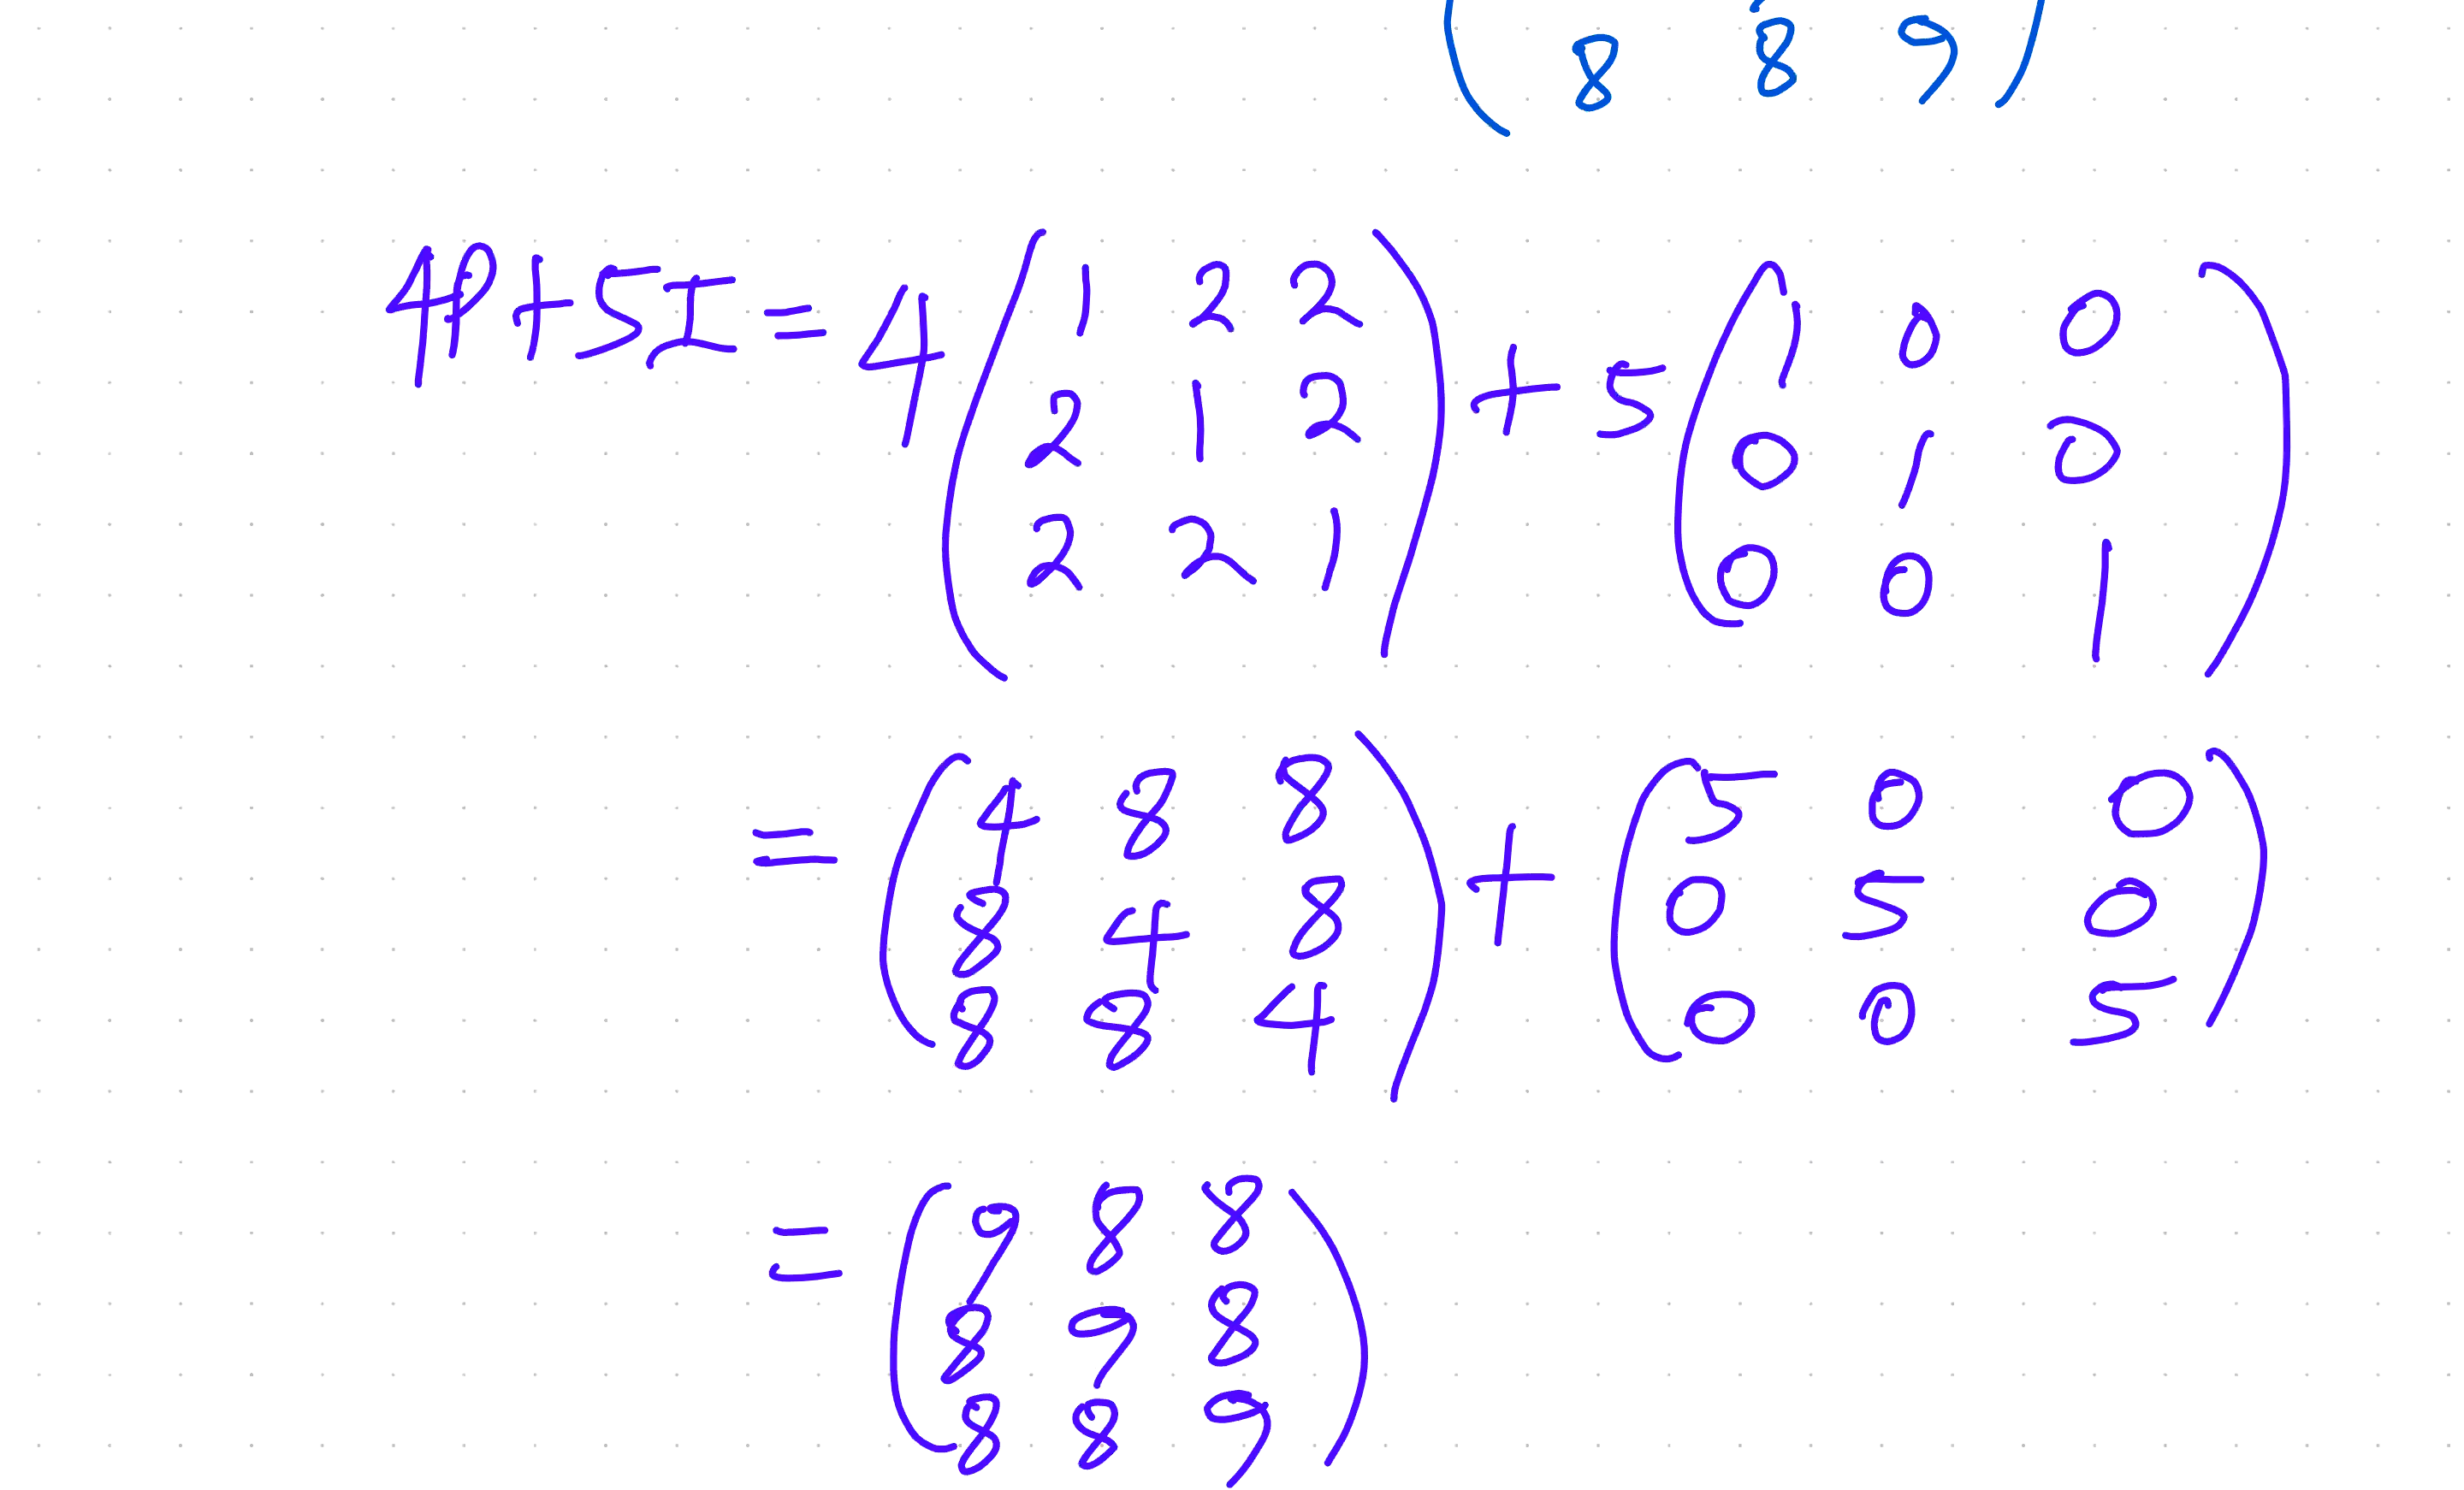 8 8 9
4P+5I = 4 ( 1 2 2 ) + 5 ( 1 0 0 )
2 1 2 0 1 0
2 2 1 0 0 1
= ( 4 8 8 ) + ( 5 0 0 )
8 4 8 0 5 0
8 8 4 0 0 5
= ( 9 8 8 )
8 9 8
8 8 9